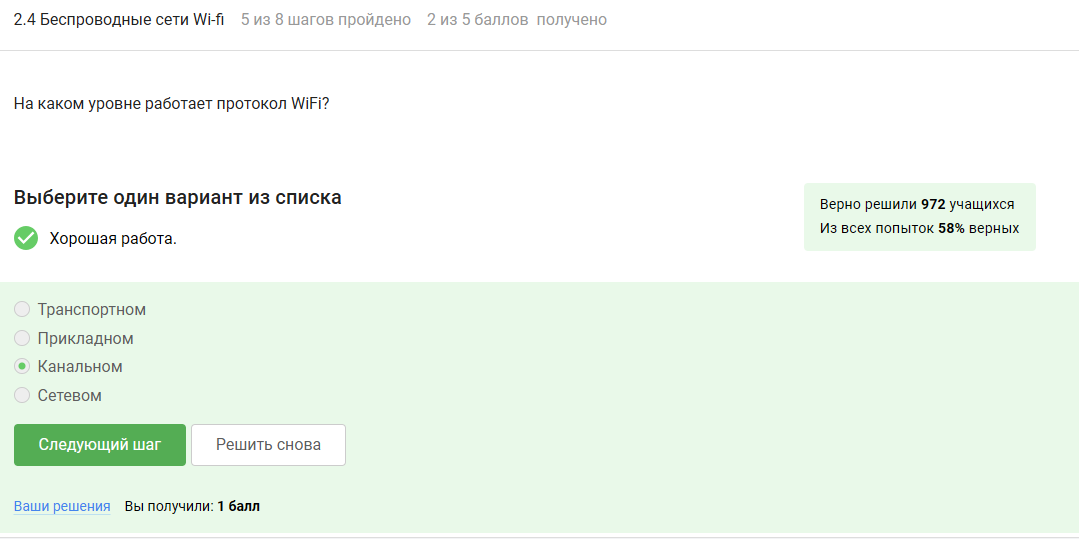 2.4 Беспроводные сети Wi-fi 5 из 8 шагов пройдено 2 из 5 баллов получено
На каком уровне работает протокол WiFi?
Выберите один вариант из списка
Хорошая работа.
Верно решили 972 учащихся
Из всех попыток 58% верных
Транспортном
Прикладном
Канальном
Сетевом
Следующий шаг Решить снова
Ваши решения Вы получили: 1 балл